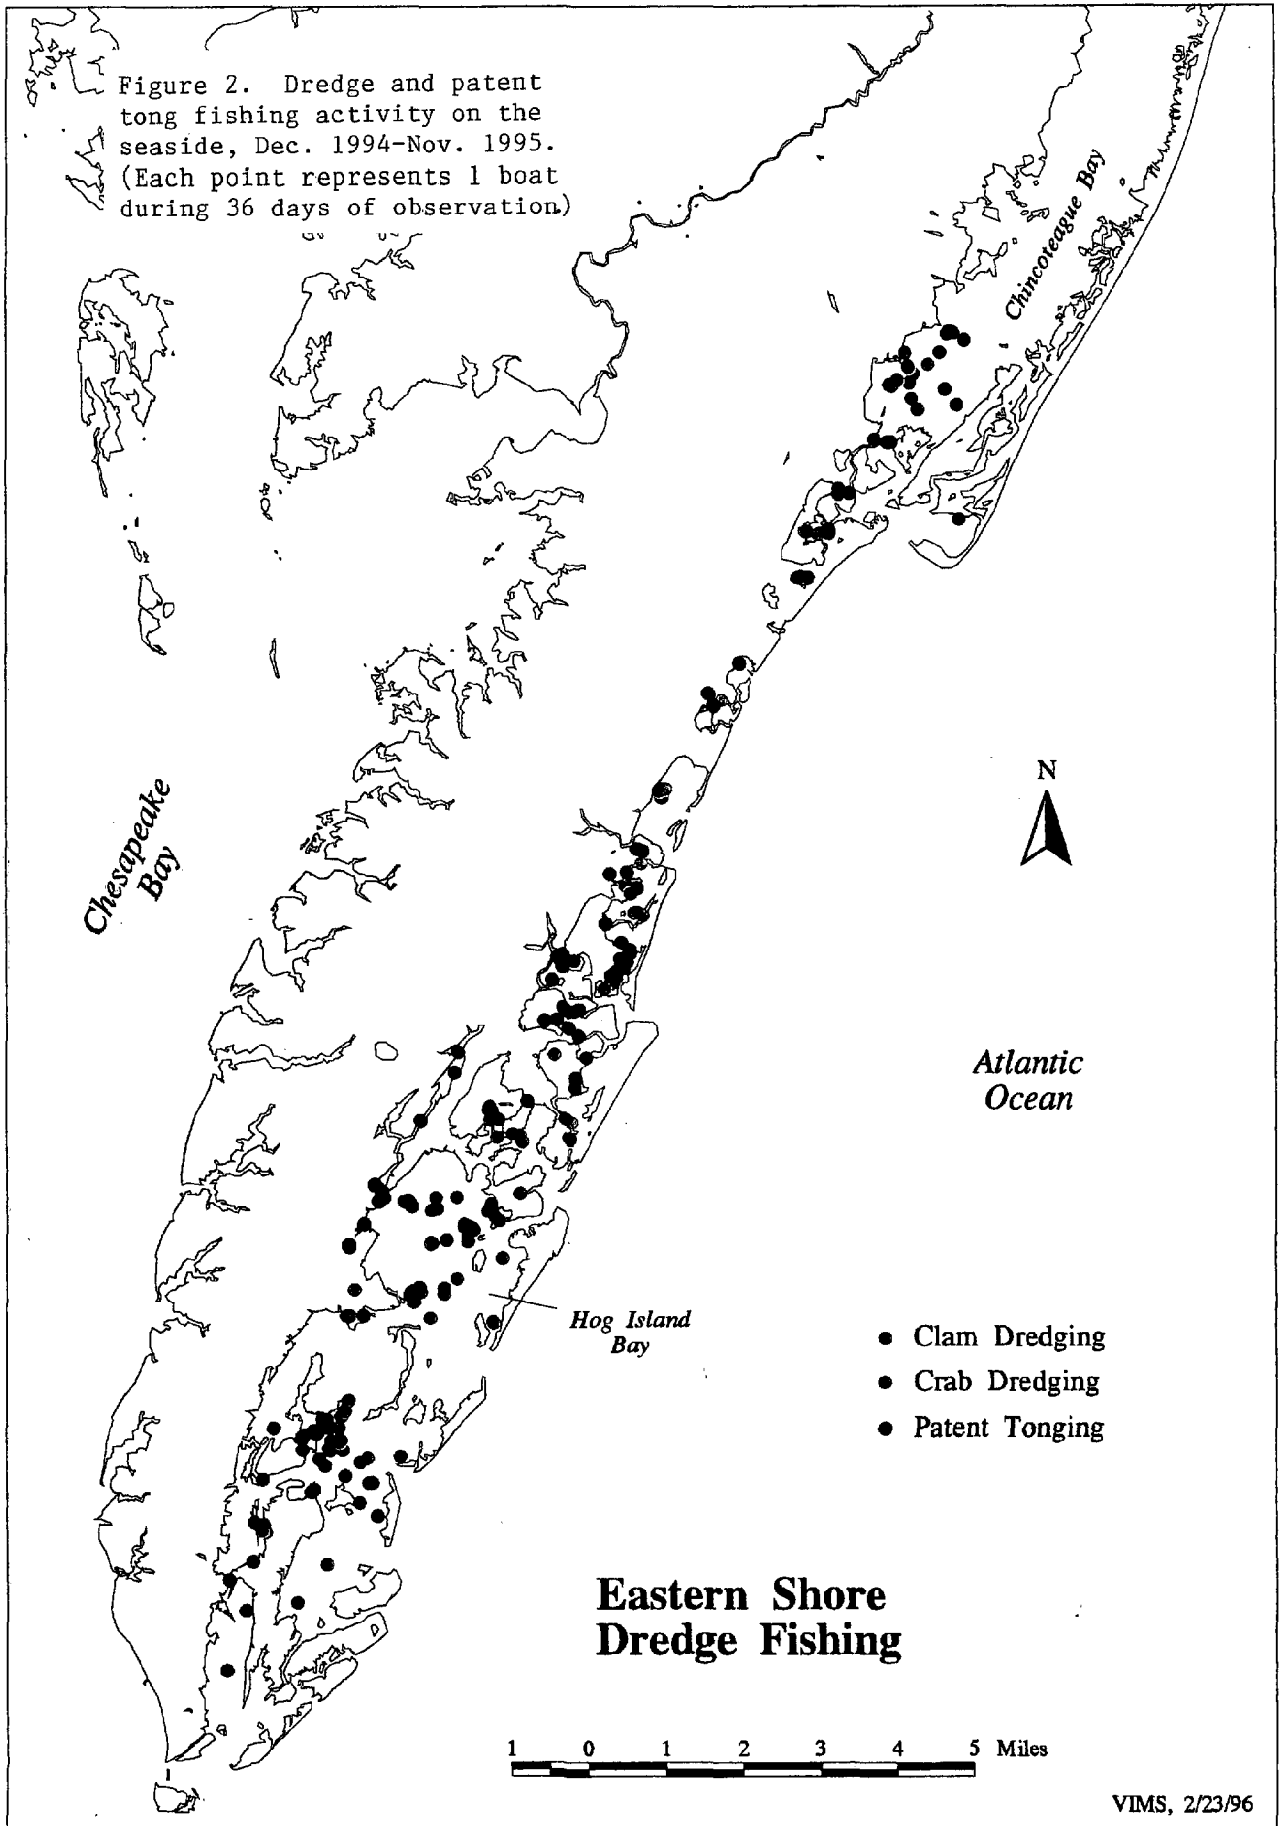 Figure 2. Dredge and patent
tong fishing activity on the
seaside, Dec. 1994-Nov. 1995.
(Each point represents 1 boat
during 36 days of observation.)
Chincoteague Bay
Chesapeake
Bay
N
Atlantic
Ocean
Hog Island
Bay
Clam Dredging
Crab Dredging
Patent Tonging
Eastern Shore
Dredge Fishing
1 0 1 2 3 4 5 Miles
VIMS, 2/23/96